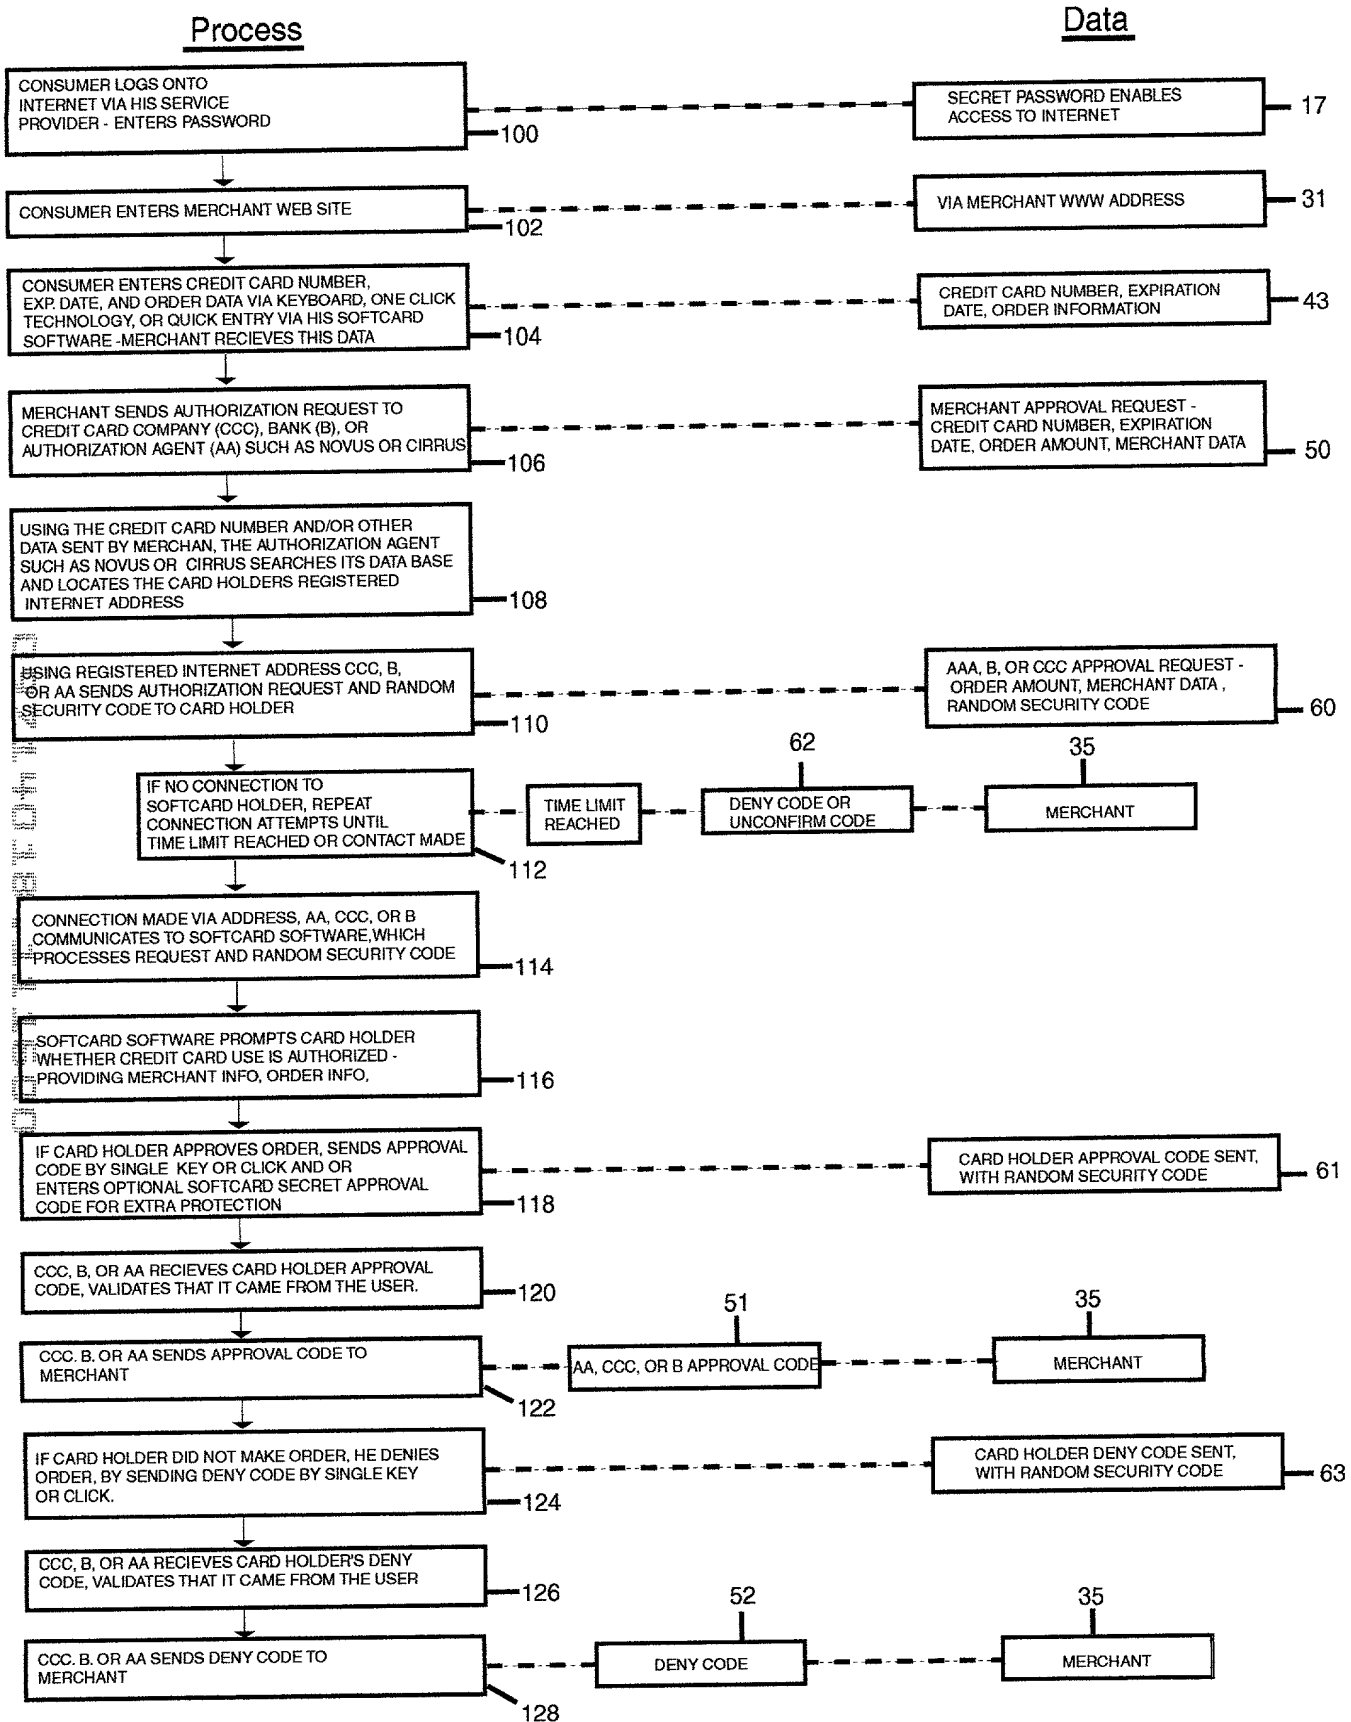 Process
Data
CONSUMER LOGS ONTO
INTERNET VIA HIS SERVICE
PROVIDER - ENTERS PASSWORD
100
SECRET PASSWORD ENABLES
ACCESS TO INTERNET
17
CONSUMER ENTERS MERCHANT WEB SITE
102
VIA MERCHANT WWW ADDRESS
31
CONSUMER ENTERS CREDIT CARD NUMBER,
EXP. DATE, AND ORDER DATA VIA KEYBOARD, ONE CLICK
TECHNOLOGY, OR QUICK ENTRY VIA HIS SOFTCARD
SOFTWARE -MERCHANT RECIEVES THIS DATA
104
CREDIT CARD NUMBER, EXPIRATION
DATE, ORDER INFORMATION
43
MERCHANT SENDS AUTHORIZATION REQUEST TO
CREDIT CARD COMPANY (CCC), BANK (B), OR
AUTHORIZATION AGENT (AA) SUCH AS NOVUS OR CIRRUS
106
MERCHANT APPROVAL REQUEST -
CREDIT CARD NUMBER, EXPIRATION
DATE, ORDER AMOUNT, MERCHANT DATA
50
USING THE CREDIT CARD NUMBER AND/OR OTHER
DATA SENT BY MERCHAN, THE AUTHORIZATION AGENT
SUCH AS NOVUS OR CIRRUS SEARCHES ITS DATA BASE
AND LOCATES THE CARD HOLDERS REGISTERED
INTERNET ADDRESS
108
USING REGISTERED INTERNET ADDRESS CCC, B,
OR AA SENDS AUTHORIZATION REQUEST AND RANDOM
SECURITY CODE TO CARD HOLDER
110
AAA, B, OR CCC APPROVAL REQUEST -
ORDER AMOUNT, MERCHANT DATA ,
RANDOM SECURITY CODE
60
IF NO CONNECTION TO
SOFTCARD HOLDER, REPEAT
CONNECTION ATTEMPTS UNTIL
TIME LIMIT REACHED OR CONTACT MADE
112
TIME LIMIT
REACHED
62
DENY CODE OR
UNCONFIRM CODE
35
MERCHANT
CONNECTION MADE VIA ADDRESS, AA, CCC, OR B
COMMUNICATES TO SOFTCARD SOFTWARE,WHICH
PROCESSES REQUEST AND RANDOM SECURITY CODE
114
SOFTCARD SOFTWARE PROMPTS CARD HOLDER
WHETHER CREDIT CARD USE IS AUTHORIZED -
PROVIDING MERCHANT INFO, ORDER INFO,
116
IF CARD HOLDER APPROVES ORDER, SENDS APPROVAL
CODE BY SINGLE KEY OR CLICK AND OR
ENTERS OPTIONAL SOFTCARD SECRET APPROVAL
CODE FOR EXTRA PROTECTION
118
CARD HOLDER APPROVAL CODE SENT,
WITH RANDOM SECURITY CODE
61
CCC, B, OR AA RECIEVES CARD HOLDER APPROVAL
CODE, VALIDATES THAT IT CAME FROM THE USER.
120
CCC. B. OR AA SENDS APPROVAL CODE TO
MERCHANT
122
51
AA, CCC, OR B APPROVAL CODE
35
MERCHANT
IF CARD HOLDER DID NOT MAKE ORDER, HE DENIES
ORDER, BY SENDING DENY CODE BY SINGLE KEY
OR CLICK.
124
CARD HOLDER DENY CODE SENT,
WITH RANDOM SECURITY CODE
63
CCC, B, OR AA RECIEVES CARD HOLDER'S DENY
CODE, VALIDATES THAT IT CAME FROM THE USER
126
CCC. B. OR AA SENDS DENY CODE TO
MERCHANT
128
52
DENY CODE
35
MERCHANT